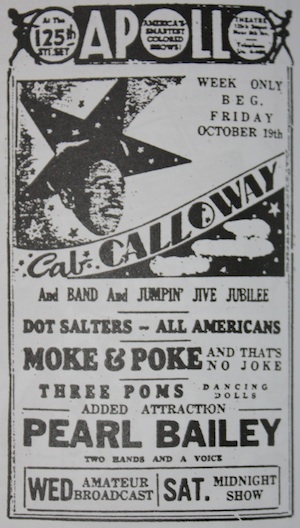 At The
125th
STREET
APOLLO
AMERICA'S
SMARTEST
COLORED
SHOWS!
THEATRE
WEEK ONLY
BEG.
FRIDAY
OCTOBER 19th
Cab CALLOWAY
And BAND And JUMPIN' JIVE JUBILEE
DOT SALTERS - ALL AMERICANS
MOKE & POKE AND THAT'S
NO JOKE
THREE POMS DANCING
DOLLS
ADDED ATTRACTION
PEARL BAILEY
TWO HANDS AND A VOICE
WED AMATEUR
BROADCAST
SAT. MIDNIGHT
SHOW